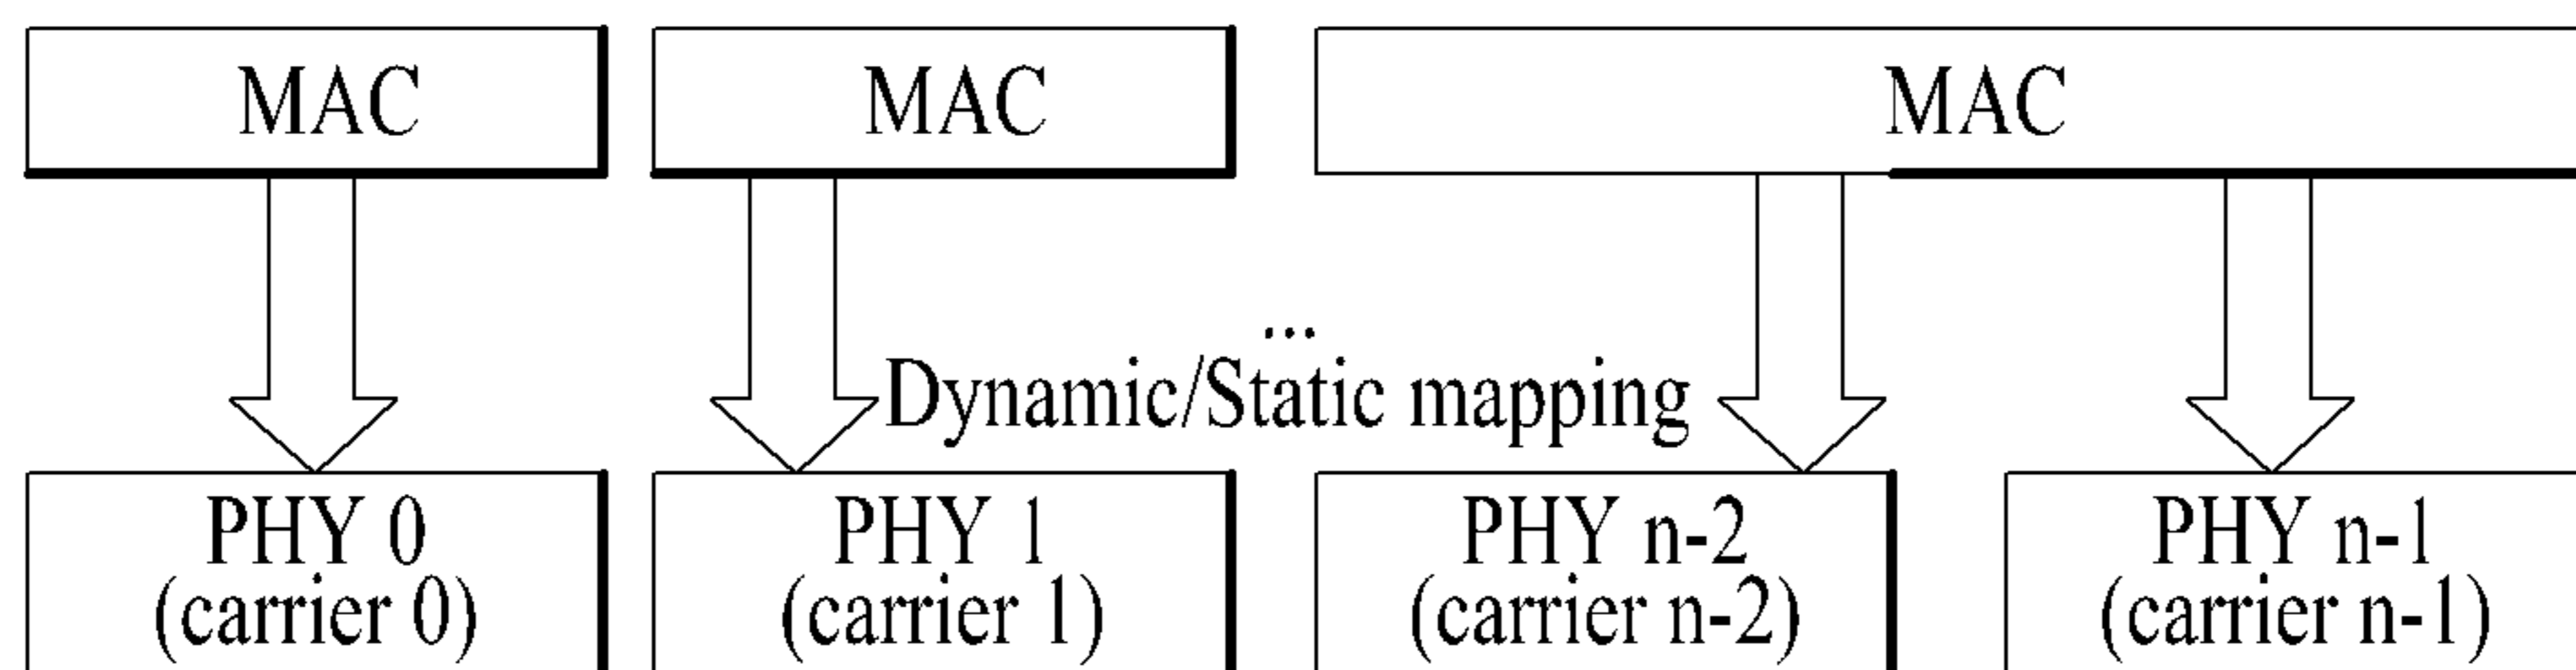 MAC
MAC
MAC
...
Dynamic/Static mapping
PHY 0
(carrier 0)
PHY 1
(carrier 1)
PHY n-2
(carrier n-2)
PHY n-1
(carrier n-1)